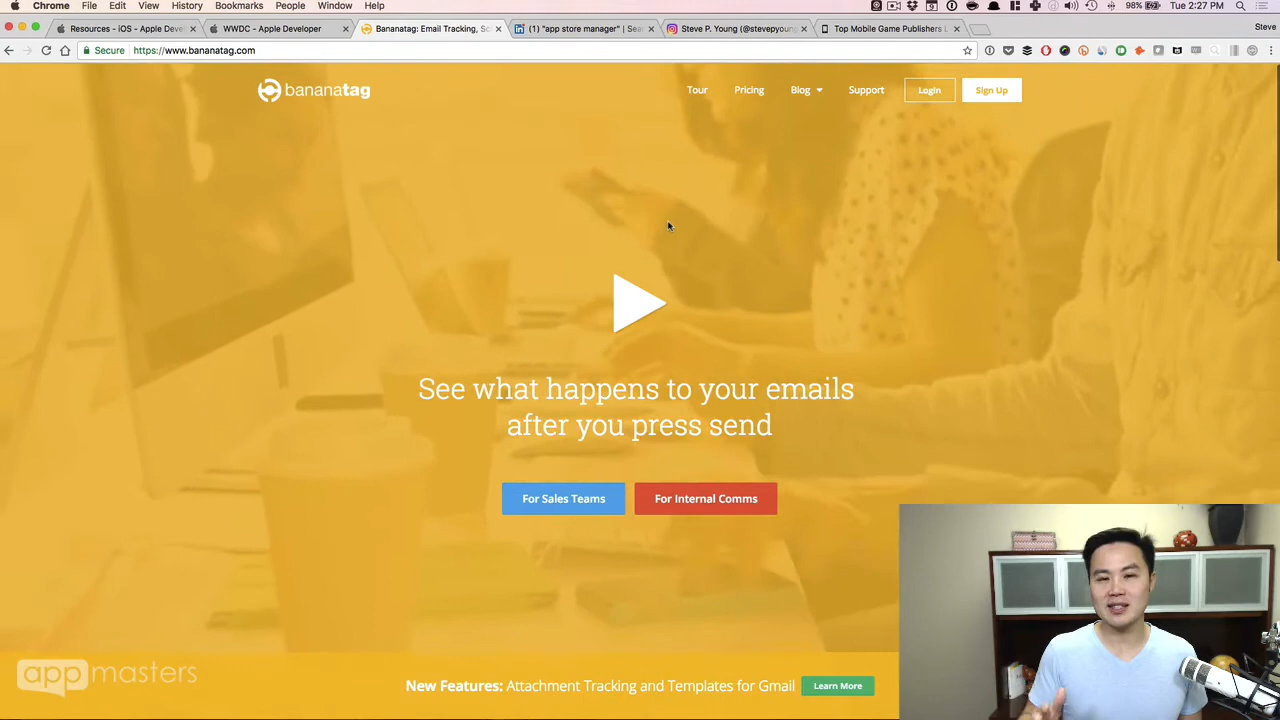 Chrome File Edit View History Bookmarks People Window Help 98% Tue 2:27 PM
Resources - iOS - Apple Deve WWDC - Apple Developer Bananatag: Email Tracking, Sc (1) "app store manager" | Sea Steve P. Young (@stevepyoung Top Mobile Game Publishers L Steve
Secure https://www.bananatag.com
bananatag Tour Pricing Blog Support Login Sign Up
See what happens to your emails
after you press send
For Sales Teams For Internal Comms
appmasters
New Features: Attachment Tracking and Templates for Gmail Learn More